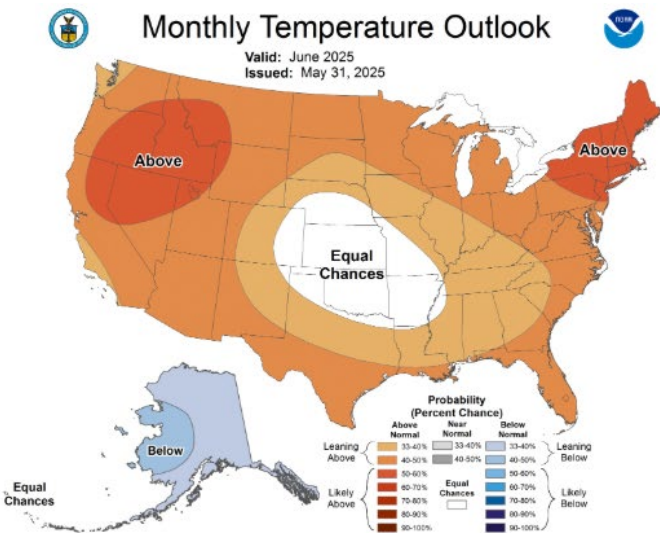 Monthly Temperature Outlook
Valid: June 2025
Issued: May 31, 2025
NOAA
Above
Above
Equal
Chances
Below
Equal
Chances
Probability
(Percent Chance)
Above
Normal
Near
Normal
Below
Normal
Leaning
Above
33-40%
33-40%
33-40%
Leaning
Below
40-50%
40-50%
40-50%
Likely
Above
50-60%
50-60%
60-70%
60-70%
70-80%
70-80%
80-90%
80-90%
90-100%
90-100%
Equal
Chances
Likely
Below